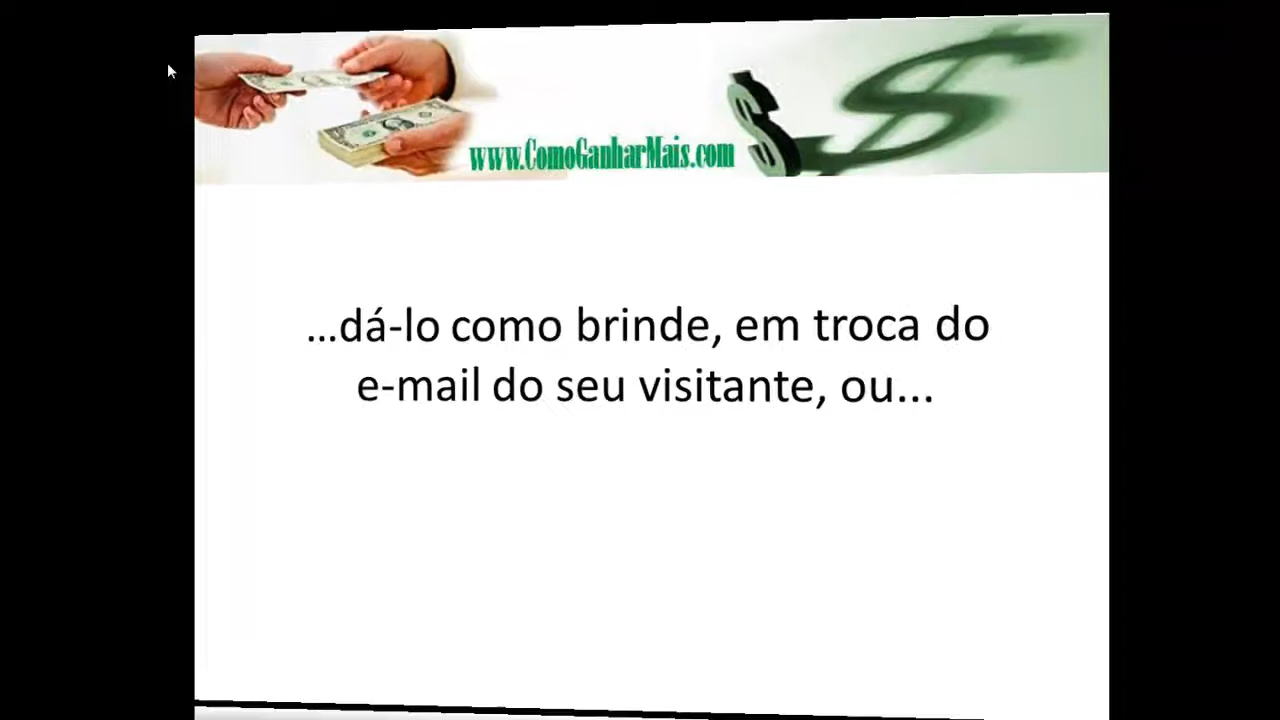 www.ComoGanharMais.com
...dá-lo como brinde, em troca do
e-mail do seu visitante, ou...